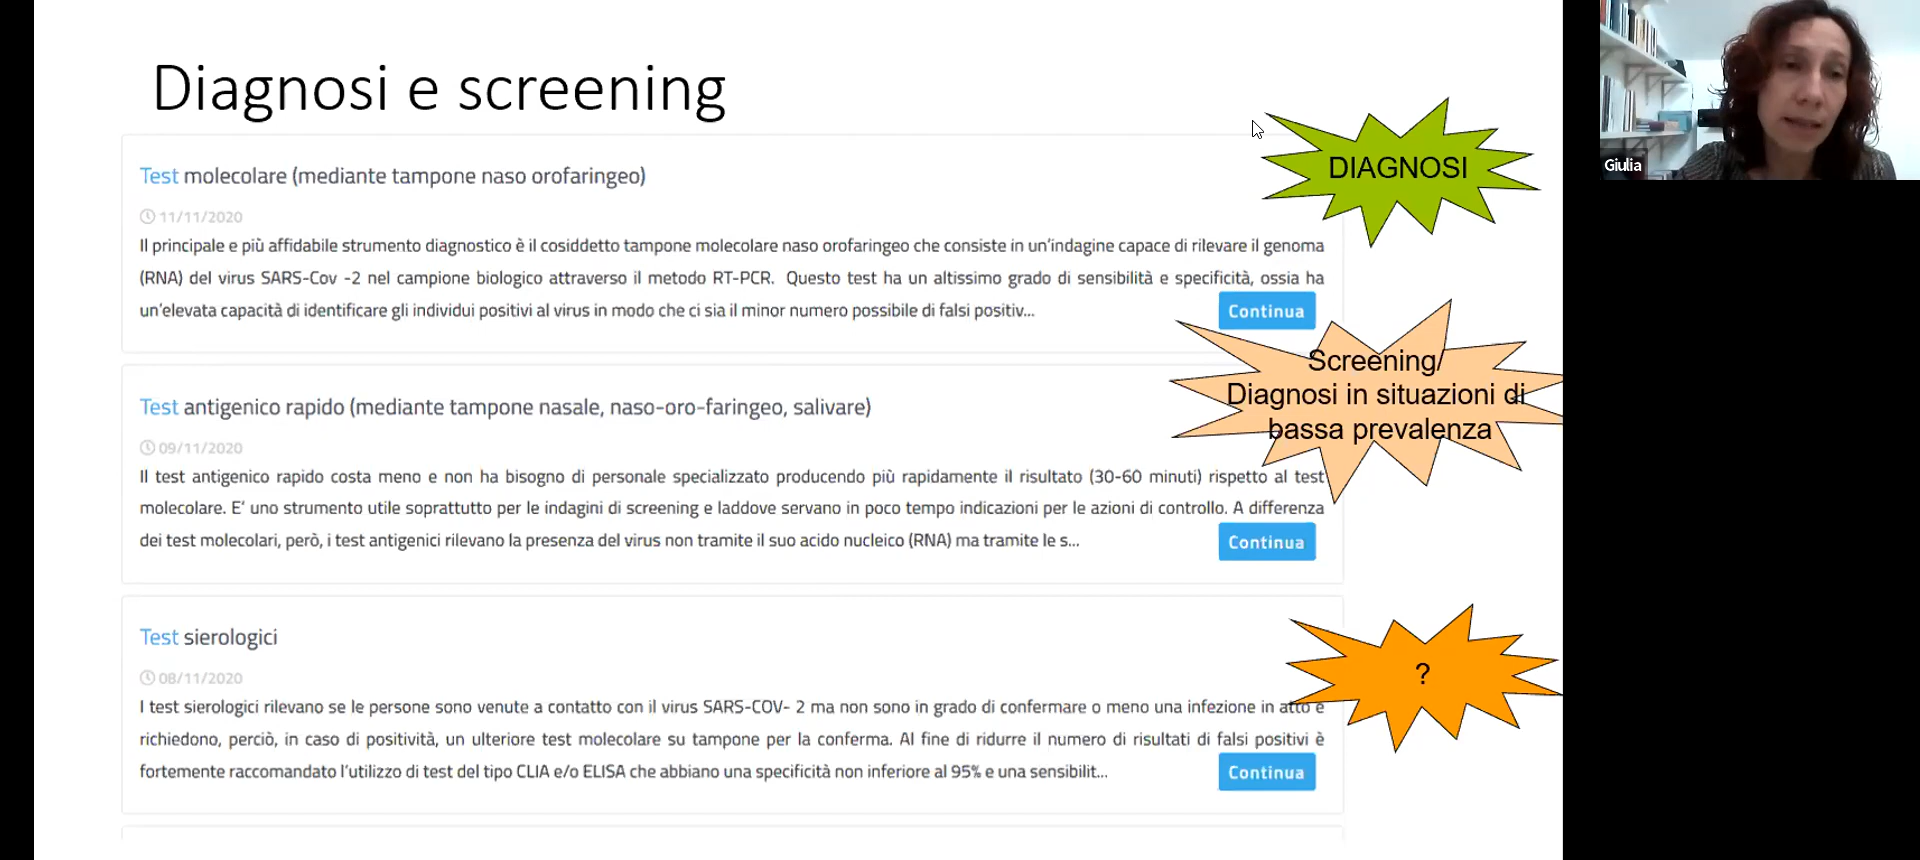 Diagnosi e screening
Test molecolare (mediante tampone naso orofaringeo)
11/11/2020
Il principale e più affidabile strumento diagnostico è il cosiddetto tampone molecolare naso orofaringeo che consiste in un'indagine capace di rilevare il genoma
(RNA) del virus SARS-Cov -2 nel campione biologico attraverso il metodo RT-PCR. Questo test ha un altissimo grado di sensibilità e specificità, ossia ha
un'elevata capacità di identificare gli individui positivi al virus in modo che ci sia il minor numero possibile di falsi positiv...
Continua
DIAGNOSI
Test antigenico rapido (mediante tampone nasale, naso-oro-faringeo, salivare)
09/11/2020
Il test antigenico rapido costa meno e non ha bisogno di personale specializzato producendo più rapidamente il risultato (30-60 minuti) rispetto al test
molecolare. E' uno strumento utile soprattutto per le indagini di screening e laddove servano in poco tempo indicazioni per le azioni di controllo. A differenza
dei test molecolari, però, i test antigenici rilevano la presenza del virus non tramite il suo acido nucleico (RNA) ma tramite le s...
Continua
Screening/
Diagnosi in situazioni di
bassa prevalenza
Test sierologici
08/11/2020
I test sierologici rilevano se le persone sono venute a contatto con il virus SARS-COV- 2 ma non sono in grado di confermare o meno una infezione in atto e
richiedono, perciò, in caso di positività, un ulteriore test molecolare su tampone per la conferma. Al fine di ridurre il numero di risultati di falsi positivi è
fortemente raccomandato l'utilizzo di test del tipo CLIA e/o ELISA che abbiano una specificità non inferiore al 95% e una sensibilit...
Continua
?
Giulia